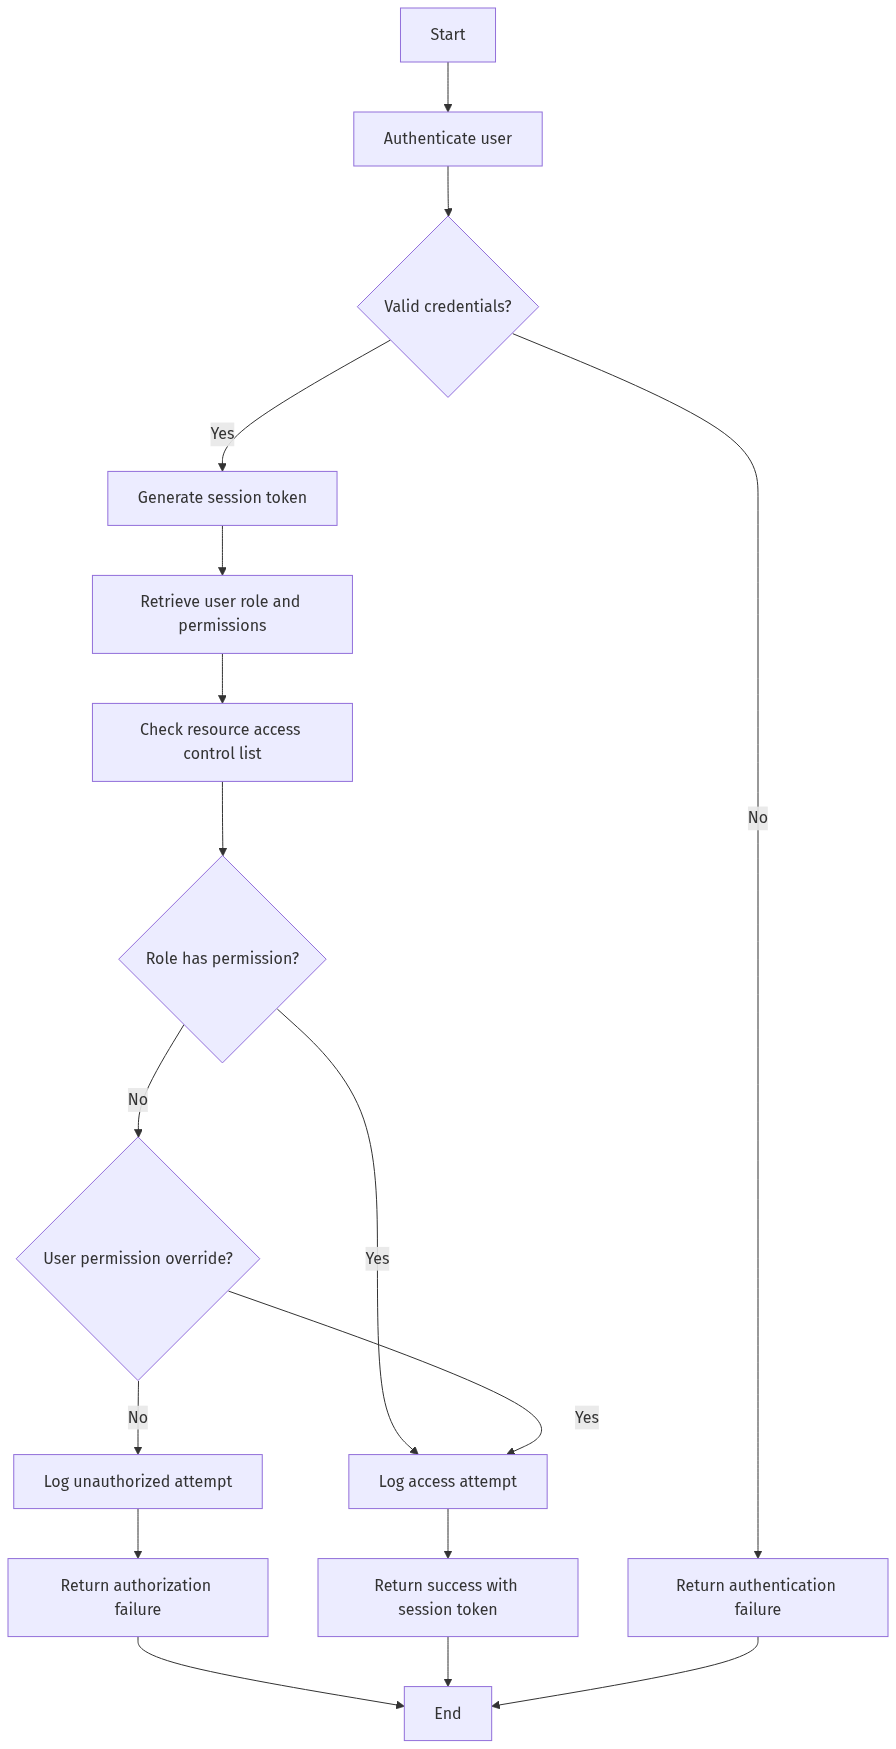 Start
Authenticate user
Valid credentials?
Yes
Generate session token
Retrieve user role and
permissions
Check resource access
control list
No
Role has permission?
No
User permission override?
Yes
No
Yes
Log unauthorized attempt
Log access attempt
Return authorization
failure
Return success with
session token
Return authentication
failure
End